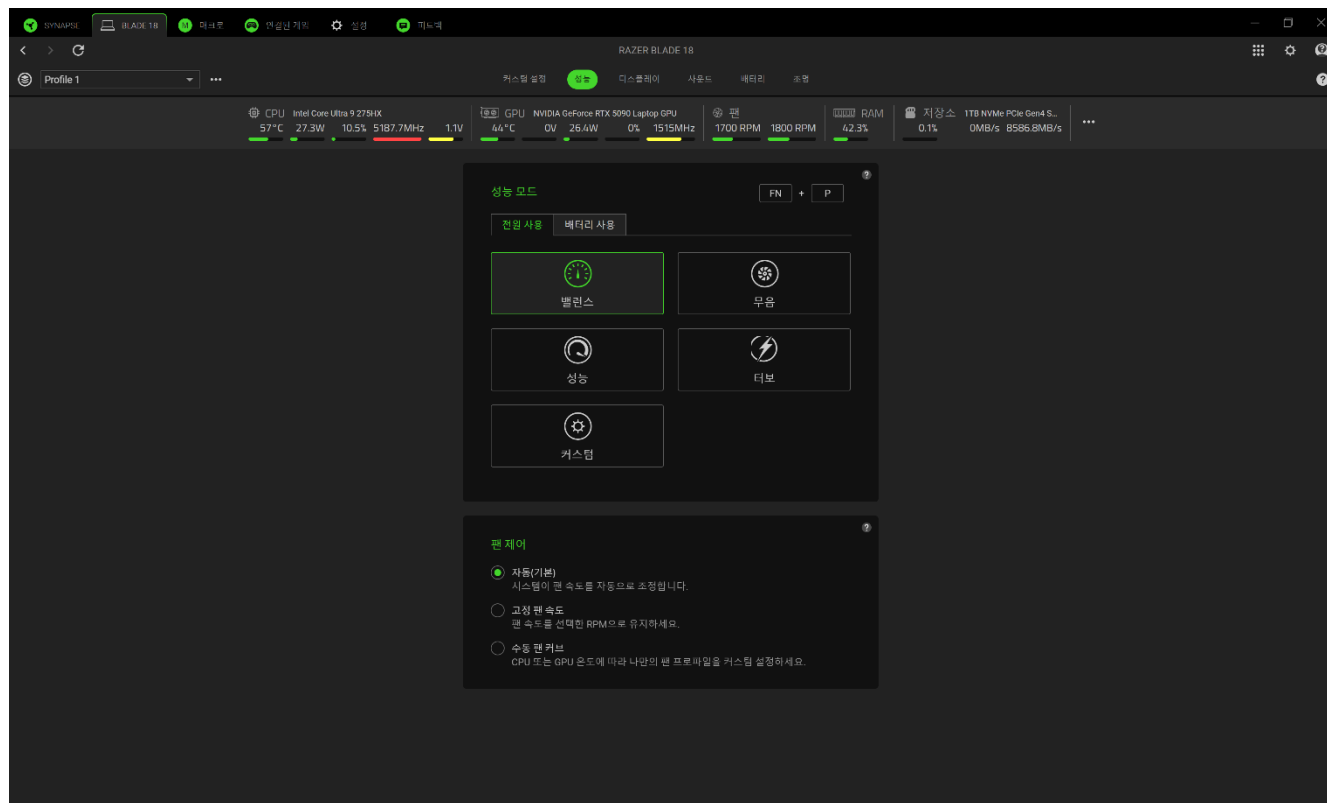 SYNAPSE BLADE 18 매크로 연결된 게임 설정 피드백
RAZER BLADE 18
Profile 1
커스텀 설정 성능 디스플레이 사운드 배터리 조명
CPU Intel Core Ultra 9 275HX GPU NVIDIA GeForce RTX 5090 Laptop GPU 팬 RAM 저장소 1TB NVMe PCIe Gen4 S...
57°C 27.3W 10.5% 5187.7MHz 1.1V 44°C 0V 26.4W 0% 1515MHz 1700 RPM 1800 RPM 42.3% 0.1% 0MB/s 8586.8MB/s
성능 모드 FN + P
전원 사용 배터리 사용
밸런스 무음
성능 터보
커스텀
팬 제어
자동(기본)
시스템이 팬 속도를 자동으로 조정합니다.
고정 팬 속도
팬 속도를 선택한 RPM으로 유지하세요.
수동 팬 커브
CPU 또는 GPU 온도에 따라 나만의 팬 프로파일을 커스텀 설정하세요.